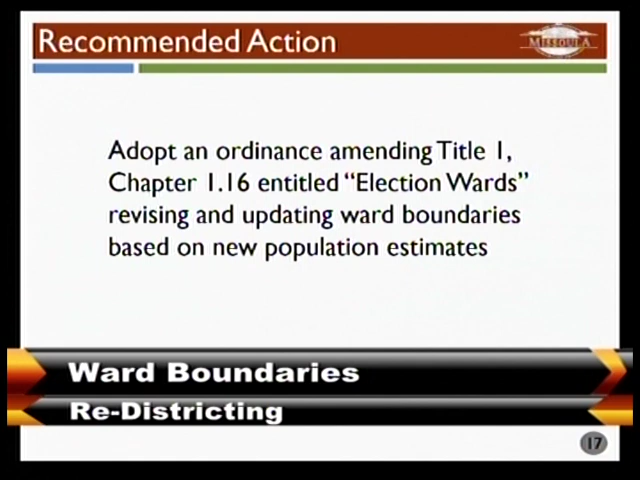 Recommended Action
MISSOULA
Adopt an ordinance amending Title 1,
Chapter 1.16 entitled “Election Wards”
revising and updating ward boundaries
based on new population estimates
Ward Boundaries
Re-Districting
17